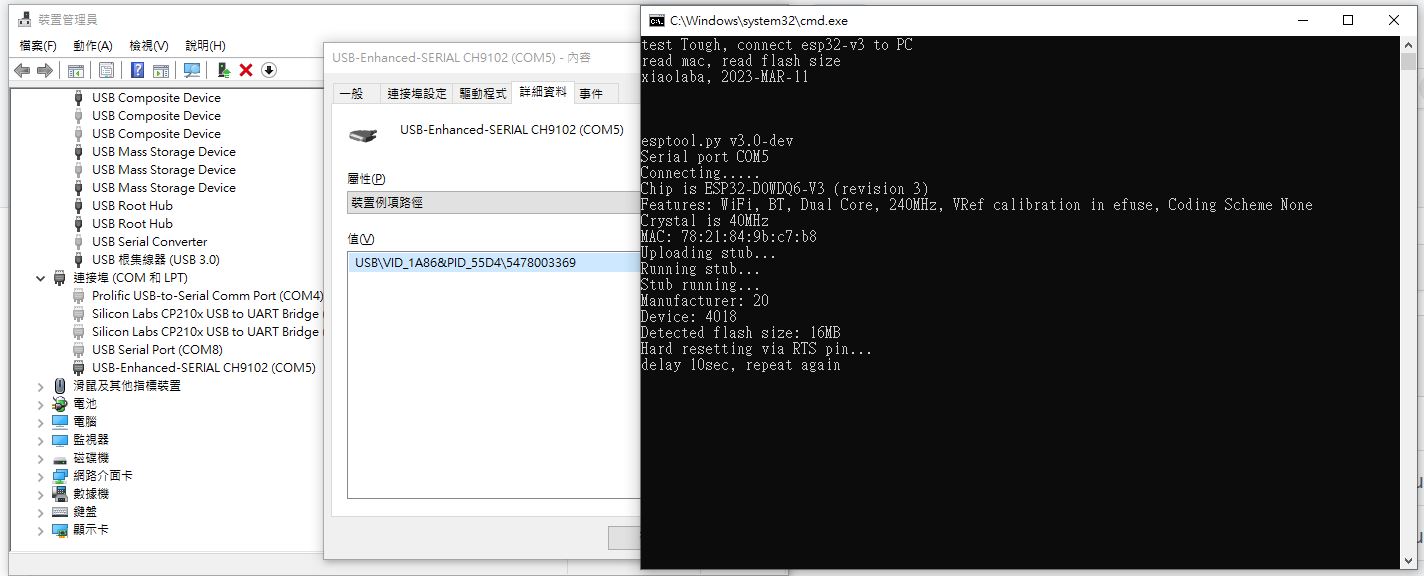 裝置管理員
檔案(F) 動作(A) 檢視(V) 說明(H)
USB Composite Device
USB Composite Device
USB Composite Device
USB Mass Storage Device
USB Mass Storage Device
USB Mass Storage Device
USB Root Hub
USB Root Hub
USB Serial Converter
USB 根集線器 (USB 3.0)
連接埠 (COM 和 LPT)
Prolific USB-to-Serial Comm Port (COM4)
Silicon Labs CP210x USB to UART Bridge
Silicon Labs CP210x USB to UART Bridge
USB Serial Port (COM8)
USB-Enhanced-SERIAL CH9102 (COM5)
滑鼠及其他指標裝置
電池
電腦
監視器
磁碟機
網路介面卡
數據機
鍵盤
顯示卡
USB-Enhanced-SERIAL CH9102 (COM5) - 內容
一般 連接埠設定 驅動程式 詳細資料 事件
USB-Enhanced-SERIAL CH9102 (COM5)
屬性(P)
裝置例項路徑
值(V)
USB\VID_1A86&PID_55D4\5478003369
C:\Windows\system32\cmd.exe
test Tough, connect esp32-v3 to PC
read mac, read flash size
xiaolaba, 2023-MAR-11
esptool.py v3.0-dev
Serial port COM5
Connecting.....
Chip is ESP32-D0WDQ6-V3 (revision 3)
Features: WiFi, BT, Dual Core, 240MHz, VRef calibration in efuse, Coding Scheme None
Crystal is 40MHz
MAC: 78:21:84:9b:c7:b8
Uploading stub...
Running stub...
Stub running...
Manufacturer: 20
Device: 4018
Detected flash size: 16MB
Hard resetting via RTS pin...
delay 10sec, repeat again